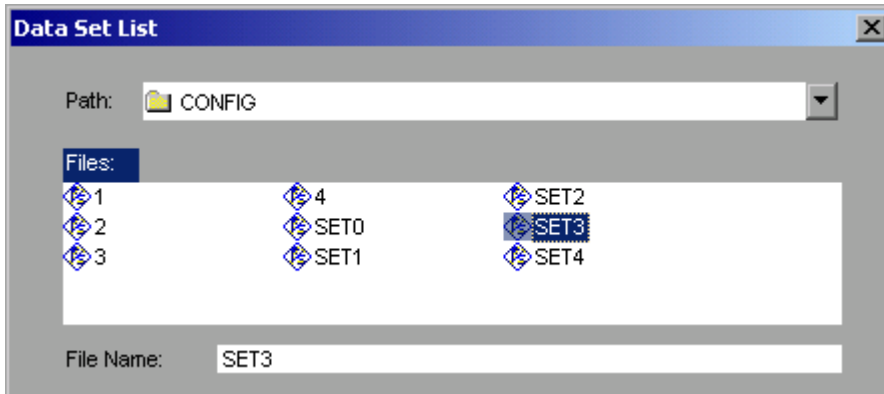 Data Set List
Path: CONFIG
Files:
1 4 SET2
2 SET0 SET3
3 SET1 SET4
File Name: SET3